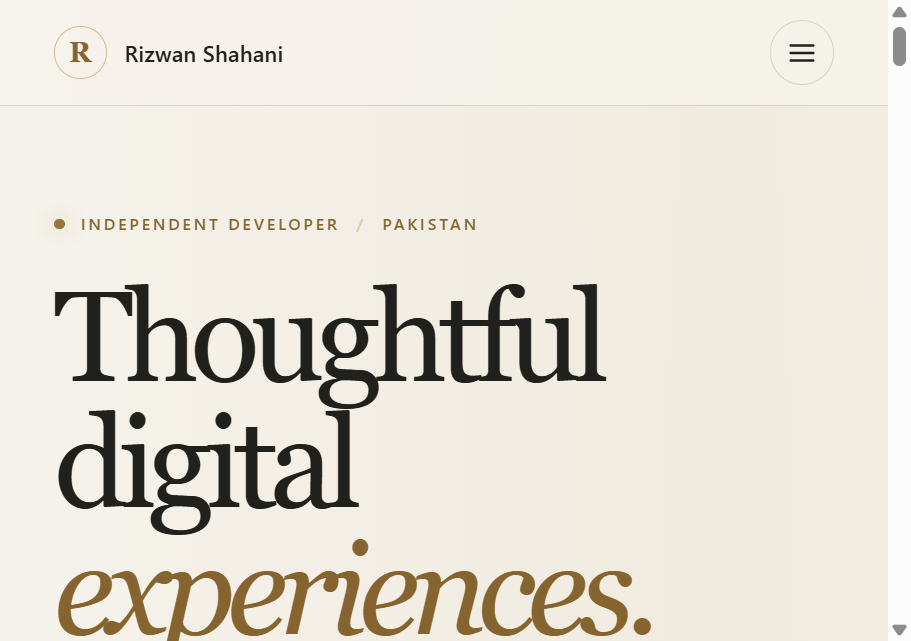 R Rizwan Shahani
INDEPENDENT DEVELOPER / PAKISTAN
Thoughtful
digital
experiences.